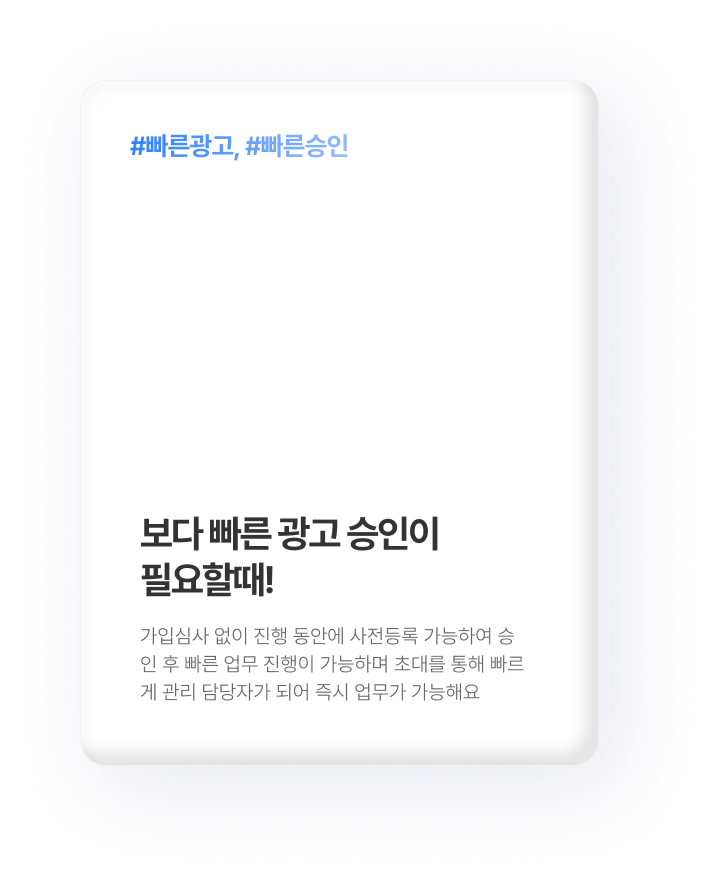 #빠른광고, #빠른승인
보다 빠른 광고 승인이
필요할때!
가입심사 없이 진행 동안에 사전등록 가능하여 승
인 후 빠른 업무 진행이 가능하며 초대를 통해 빠르
게 관리 담당자가 되어 즉시 업무가 가능해요